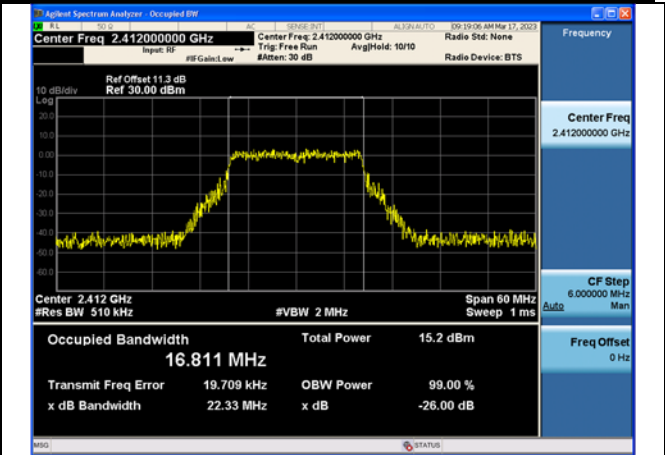 Agilent Spectrum Analyzer - Occupied BW
RL 50 Ω AC SENSE:INT ALIGN AUTO 09:19:06 AM Mar 17, 2023
Center Freq 2.412000000 GHz Center Freq: 2.412000000 GHz Radio Std: None Frequency
Input: RF Trig: Free Run Avg|Hold: 10/10
#IFGain:Low #Atten: 30 dB Radio Device: BTS
Ref Offset 11.3 dB
10 dB/div Ref 30.00 dBm
Log
20.0
10.0
0.00
-10.0
-20.0
-30.0
-40.0
-50.0
-60.0
Center Freq
2.412000000 GHz
Center 2.412 GHz Span 60 MHz
#Res BW 510 kHz #VBW 2 MHz Sweep 1 ms
CF Step
6.000000 MHz
Auto Man
Occupied Bandwidth Total Power 15.2 dBm
16.811 MHz
Transmit Freq Error 19.709 kHz OBW Power 99.00 %
x dB Bandwidth 22.33 MHz x dB -26.00 dB
Freq Offset
0 Hz
MSG STATUS